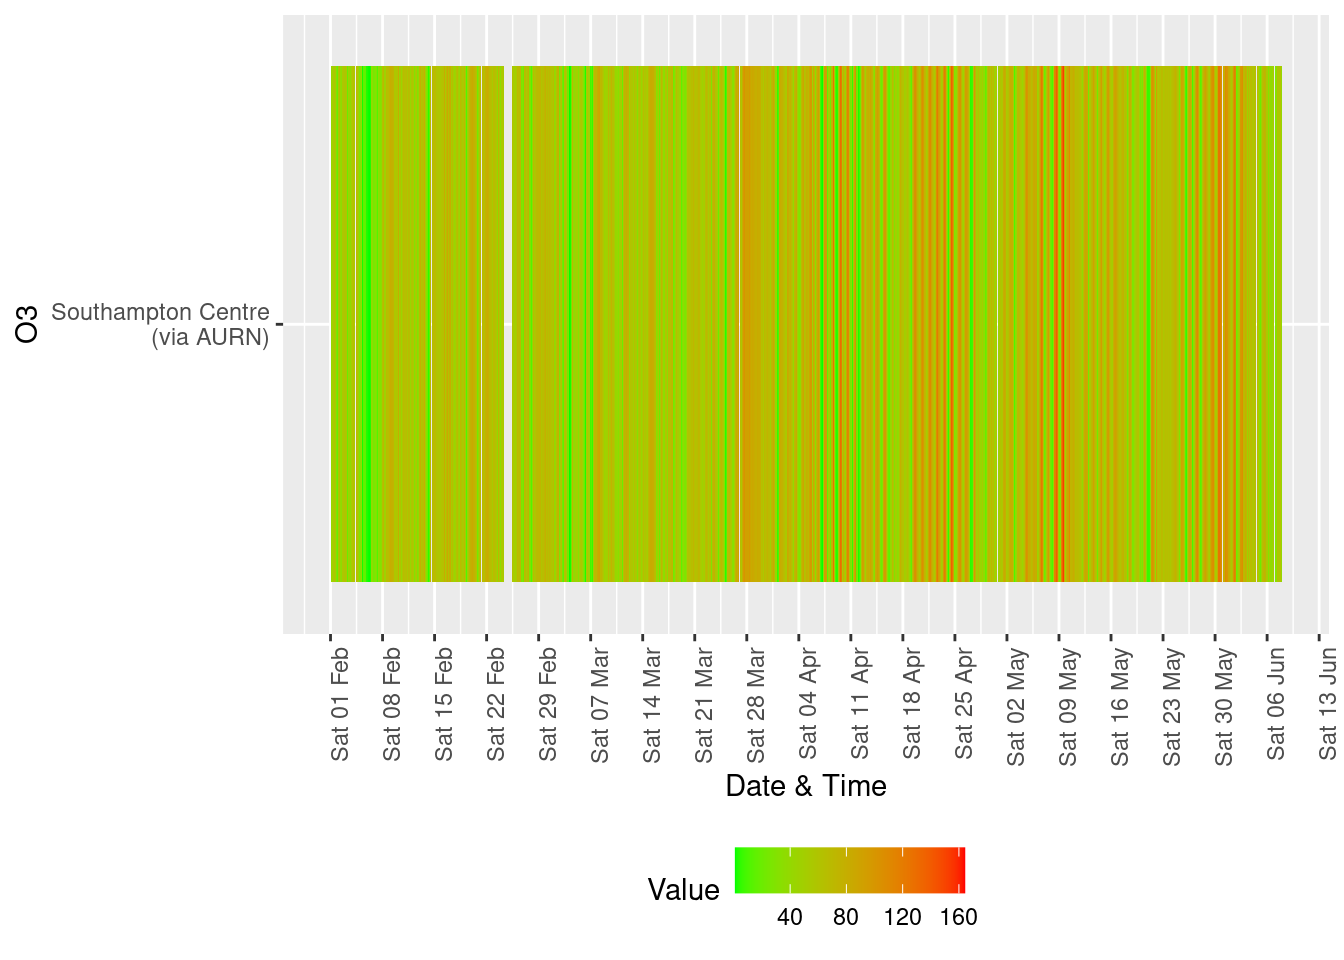 O3
Southampton Centre
(via AURN)
Sat 01 Feb
Sat 08 Feb
Sat 15 Feb
Sat 22 Feb
Sat 29 Feb
Sat 07 Mar
Sat 14 Mar
Sat 21 Mar
Sat 28 Mar
Sat 04 Apr
Sat 11 Apr
Sat 18 Apr
Sat 25 Apr
Sat 02 May
Sat 09 May
Sat 16 May
Sat 23 May
Sat 30 May
Sat 06 Jun
Sat 13 Jun
Date & Time
Value
40 80 120 160